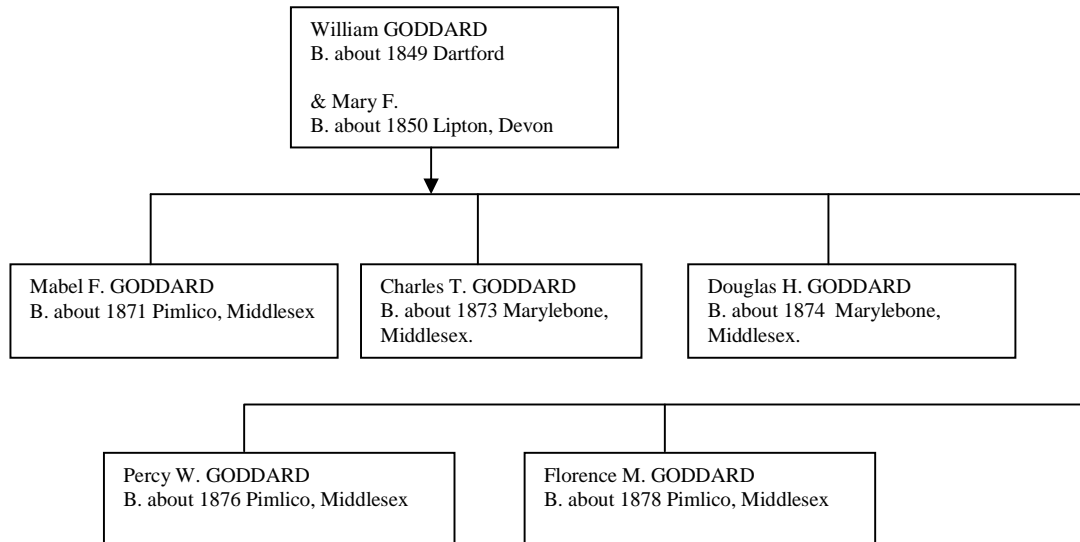 William GODDARD
B. about 1849 Dartford
& Mary F.
B. about 1850 Lipton, Devon
Mabel F. GODDARD
B. about 1871 Pimlico, Middlesex
Charles T. GODDARD
B. about 1873 Marylebone,
Middlesex.
Douglas H. GODDARD
B. about 1874 Marylebone,
Middlesex.
Percy W. GODDARD
B. about 1876 Pimlico, Middlesex
Florence M. GODDARD
B. about 1878 Pimlico, Middlesex